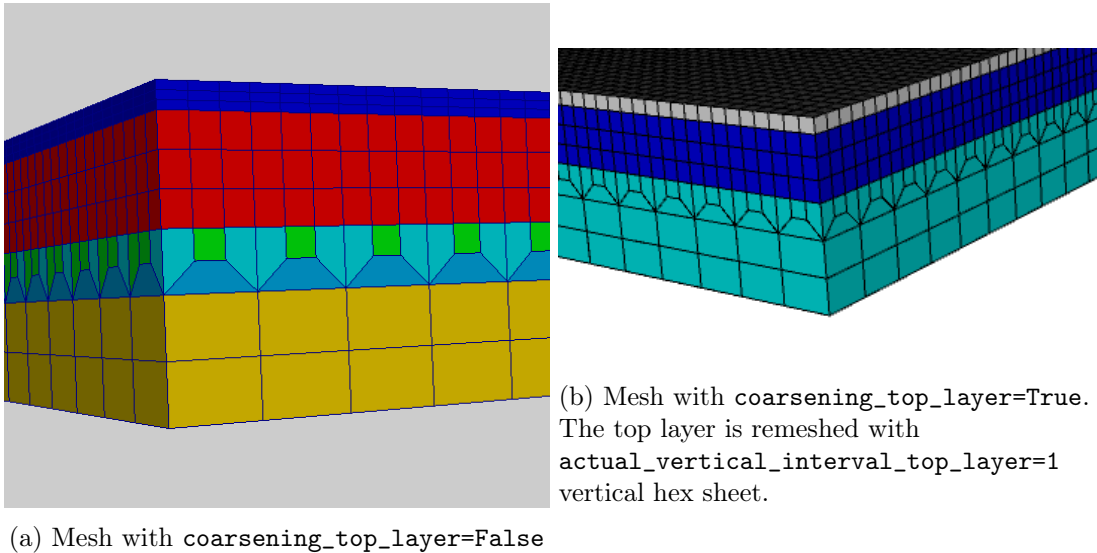 (a) Mesh with coarsening_top_layer=False
(b) Mesh with coarsening_top_layer=True.
The top layer is remeshed with
actual_vertical_interval_top_layer=1
vertical hex sheet.